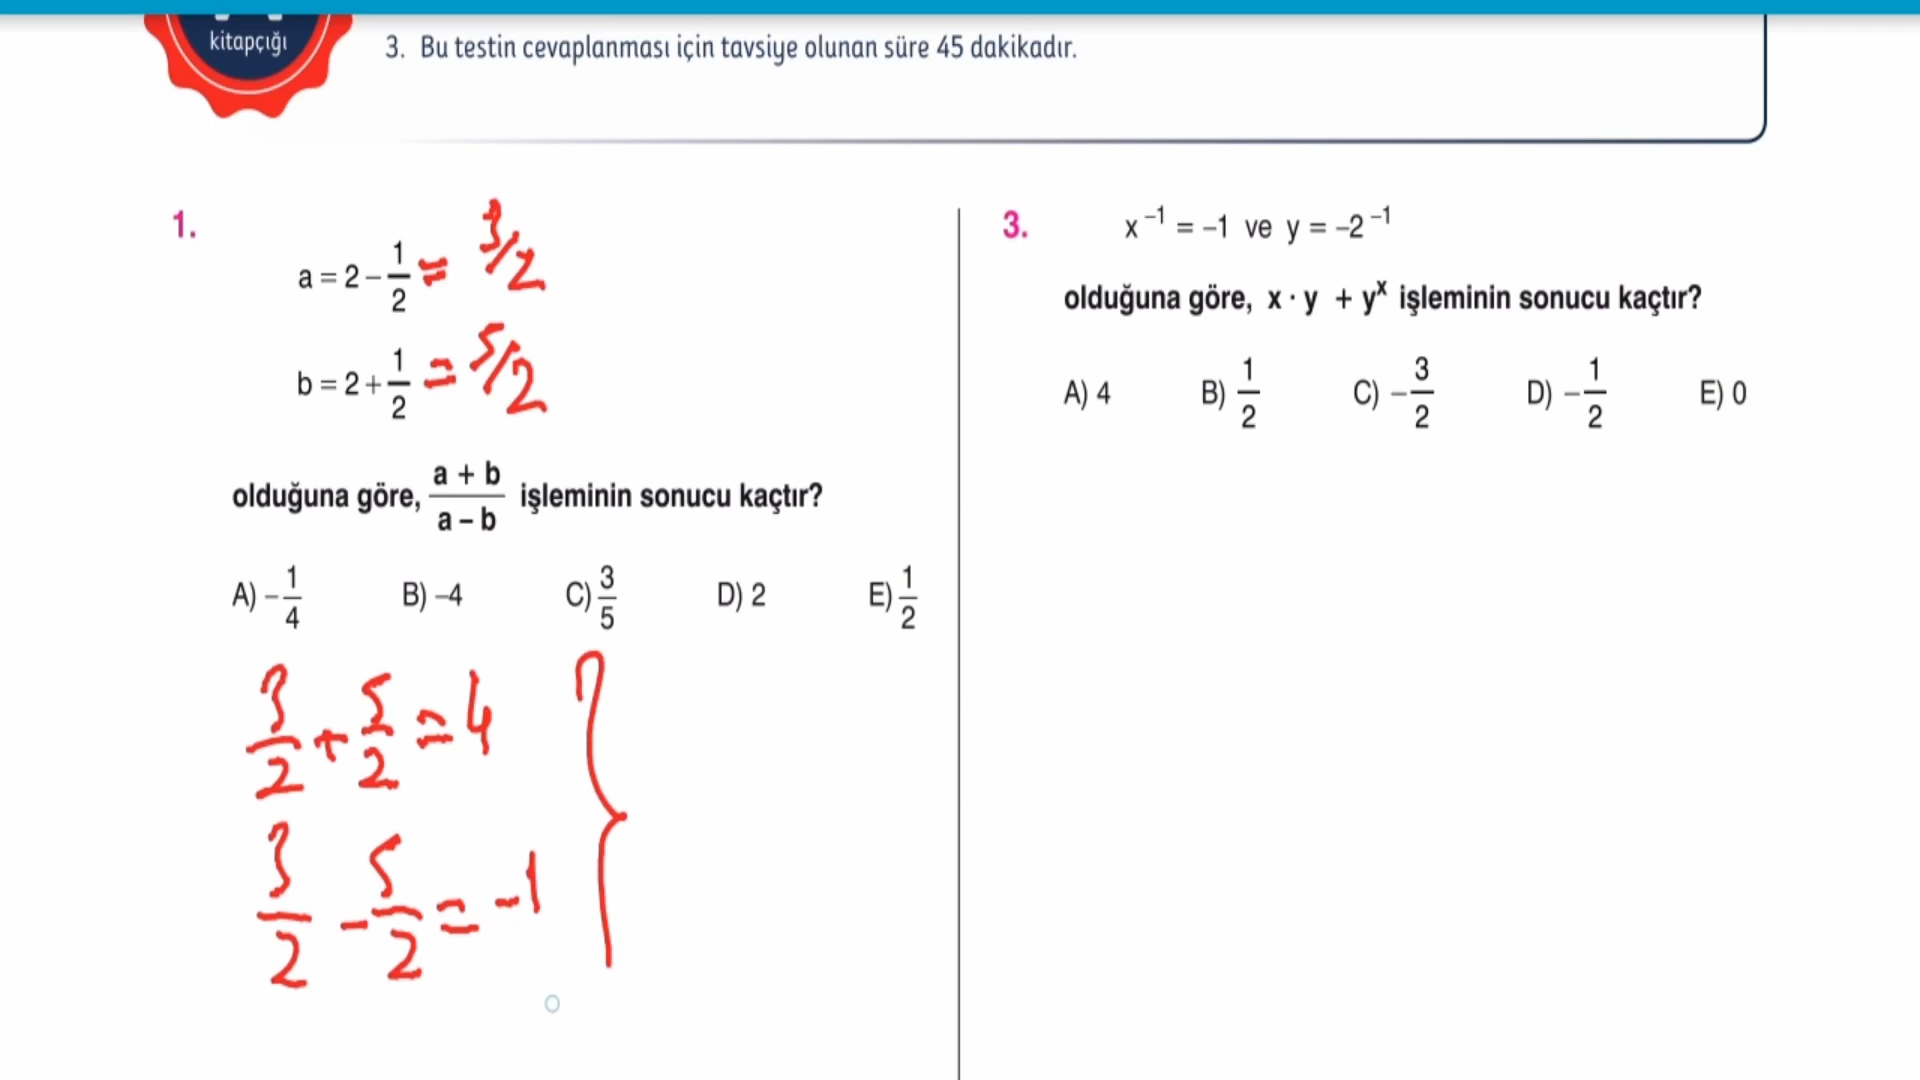 kitapçığı
3. Bu testin cevaplanması için tavsiye olunan süre 45 dakikadır.
1.
a = 2 - 1/2 = 3/2
b = 2 + 1/2 = 5/2
olduğuna göre, (a + b)/(a – b) işleminin sonucu kaçtır?
A) -1/4 B) –4 C) 3/5 D) 2 E) 1/2
3/2 + 5/2 = 4
3/2 - 5/2 = -1
3. x⁻¹ = –1 ve y = –2⁻¹
olduğuna göre, x · y + yˣ işleminin sonucu kaçtır?
A) 4 B) 1/2 C) -3/2 D) -1/2 E) 0